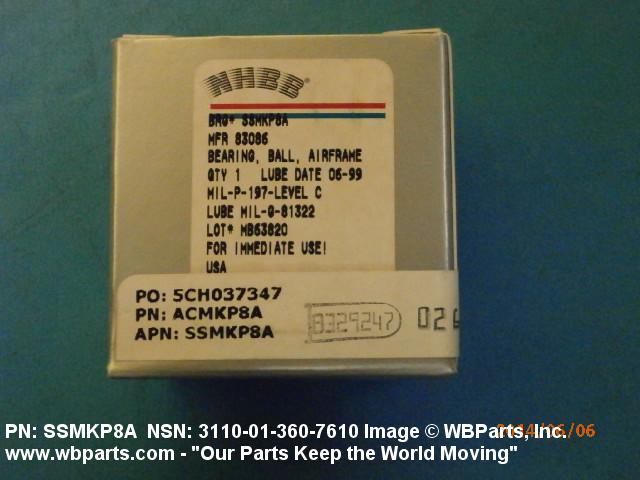 NHBB®
BRG# SSMKP8A
MFR 83086
BEARING, BALL, AIRFRAME
QTY 1 LUBE DATE 06-99
MIL-P-197-LEVEL C
LUBE MIL-G-81322
LOT# MB63820
FOR IMMEDIATE USE!
USA
PO: 5CH037347
PN: ACMKP8A
APN: SSMKP8A
8329247
026
PN: SSMKP8A NSN: 3110-01-360-7610 Image © WBParts, Inc.
www.wbparts.com - "Our Parts Keep the World Moving"